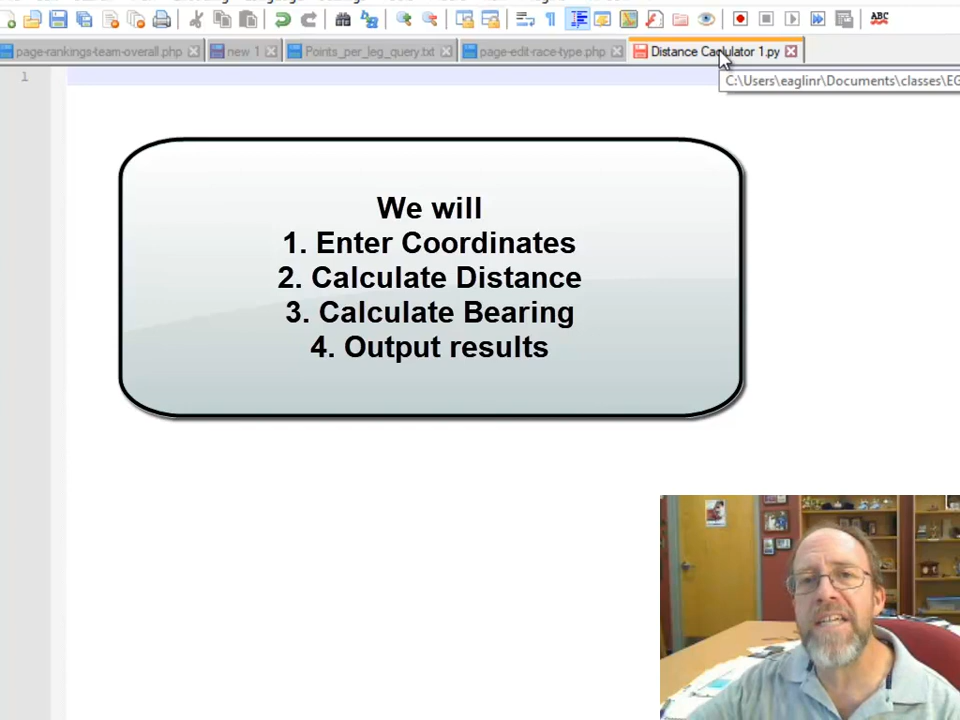 page-rankings-team-overall.php
new 1
Points_per_leg_query.txt
page-edit-race-type.php
Distance Carlulator 1.py
C:\Users\eaglinr\Documents\classes\EG
ABC
1
We will
1. Enter Coordinates
2. Calculate Distance
3. Calculate Bearing
4. Output results